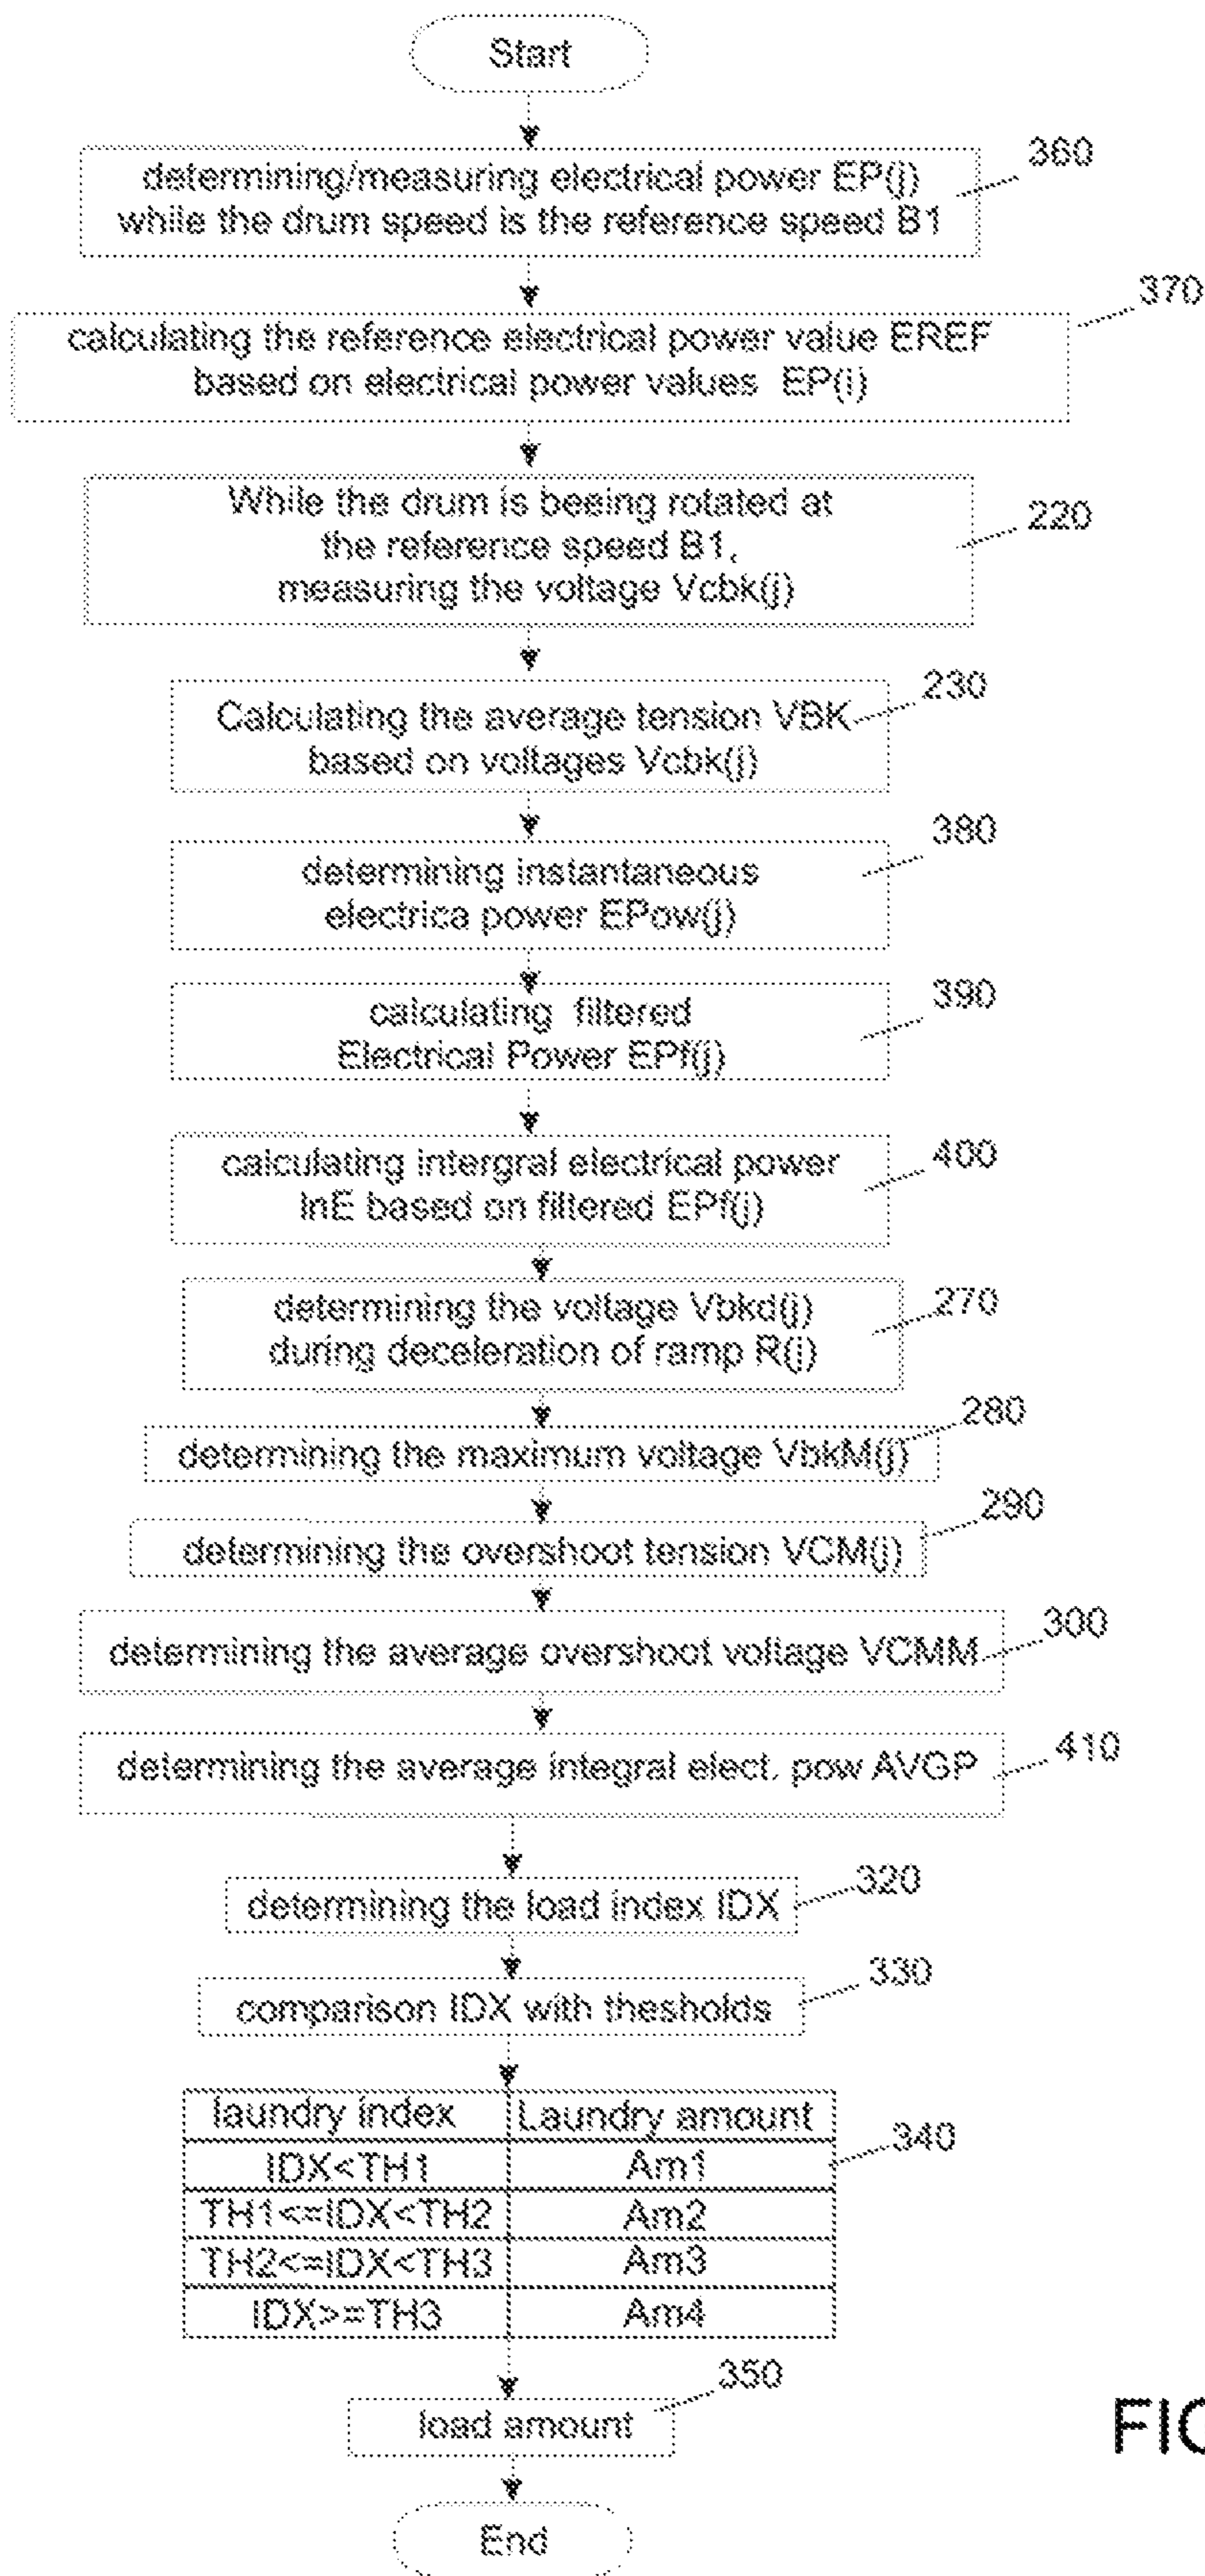 Start
determining/measuring electrical power EP(j)
while the drum speed is the reference speed B1
360
calculating the reference electrical power value EREF
based on electrical power values EP(i)
370
While the drum is beeing rotated at
the reference speed B1,
measuring the voltage Vcbk(j)
220
Calculating the average tension VBK
based on voltages Vcbk(j)
230
determining instantaneous
electrica power EPow(j)
380
calculating filtered
Electrical Power EPf(j)
390
calculating intergral electrical power
InE based on filtered EPf(j)
400
determining the voltage Vbkd(j)
during deceleration of ramp R(j)
270
determining the maximum voltage VbkM(j)
280
determining the overshoot tension VCM(j)
290
determining the average overshoot voltage VCMM
300
determining the average integral elect. pow AVGP
410
determining the load index IDX
320
comparison IDX with thesholds
330
laundry index Laundry amount
IDX<TH1 Am1
TH1<=IDX<TH2 Am2
TH2<=IDX<TH3 Am3
IDX>=TH3 Am4
340
load amount
350
End